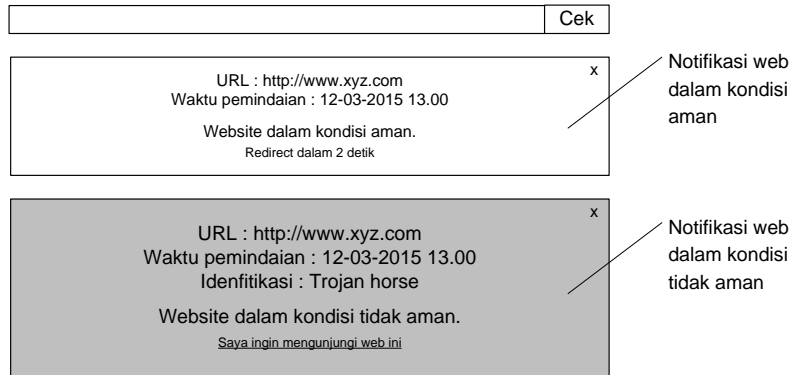 Cek
x
URL : http://www.xyz.com
Waktu pemindaian : 12-03-2015 13.00
Website dalam kondisi aman.
Redirect dalam 2 detik
Notifikasi web
dalam kondisi
aman
x
URL : http://www.xyz.com
Waktu pemindaian : 12-03-2015 13.00
Idenfitikasi : Trojan horse
Website dalam kondisi tidak aman.
Saya ingin mengunjungi web ini
Notifikasi web
dalam kondisi
tidak aman